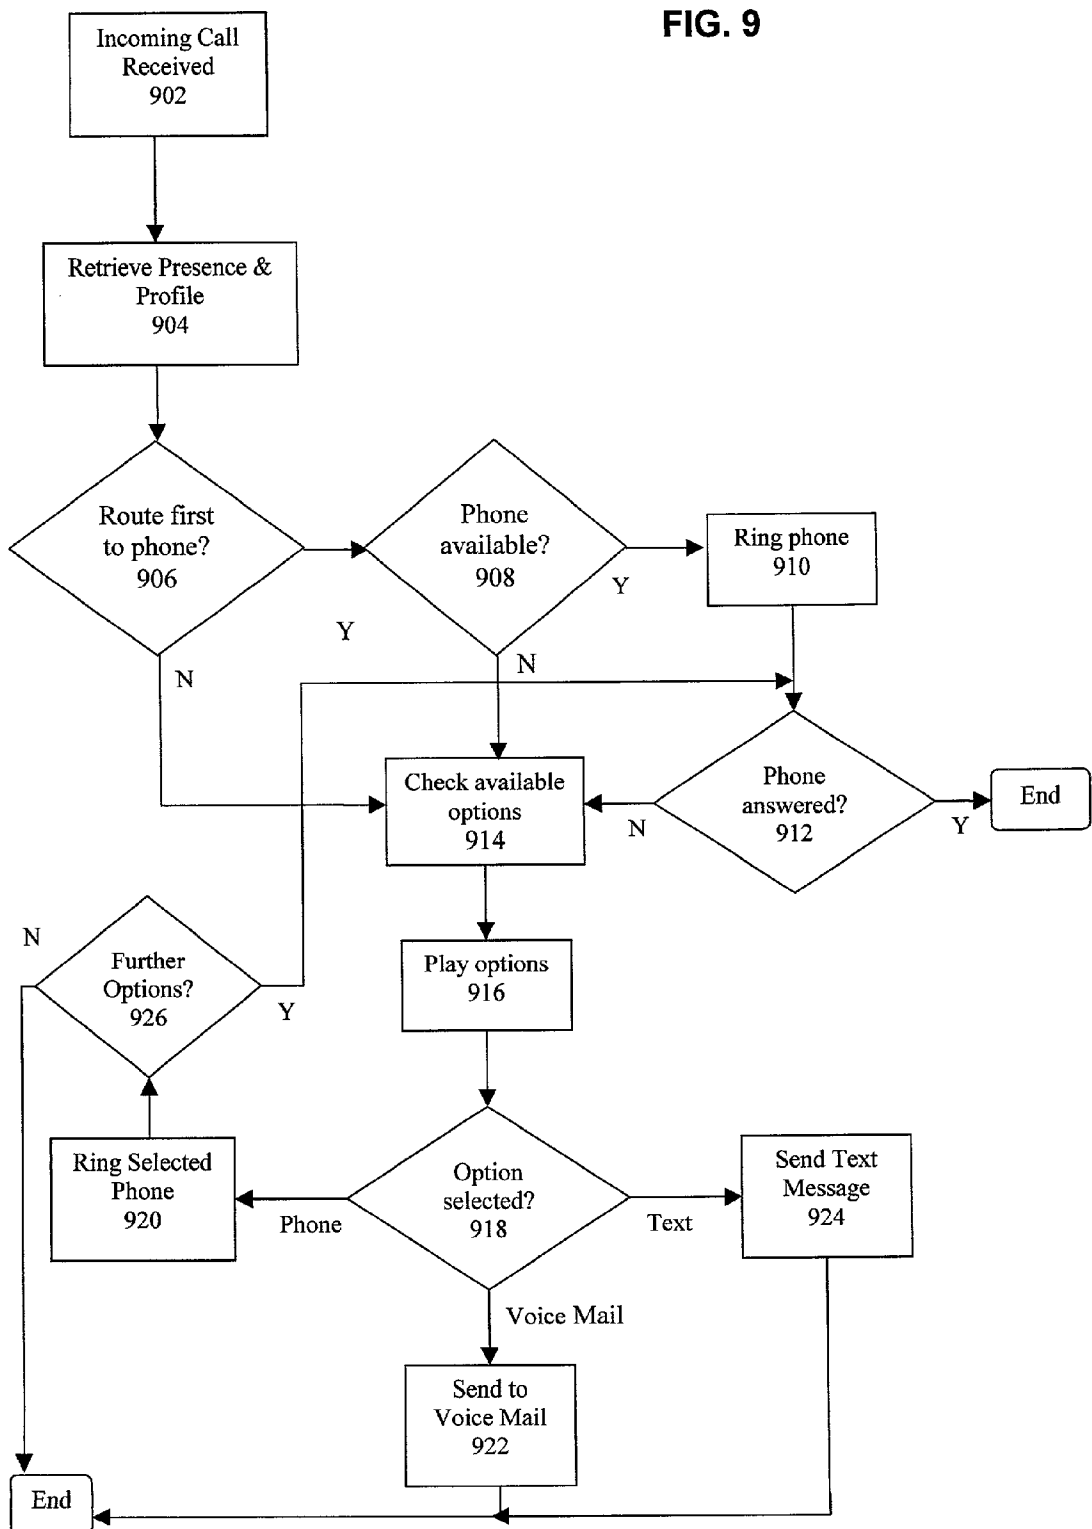 FIG. 9
Incoming Call
Received
902
Retrieve Presence &
Profile
904
Route first
to phone?
906
Y
N
Phone
available?
908
Y
N
Ring phone
910
Phone
answered?
912
N
Y
End
Check available
options
914
Play options
916
Further
Options?
926
N
Y
Ring Selected
Phone
920
Option
selected?
918
Phone
Text
Voice Mail
Send Text
Message
924
Send to
Voice Mail
922
End